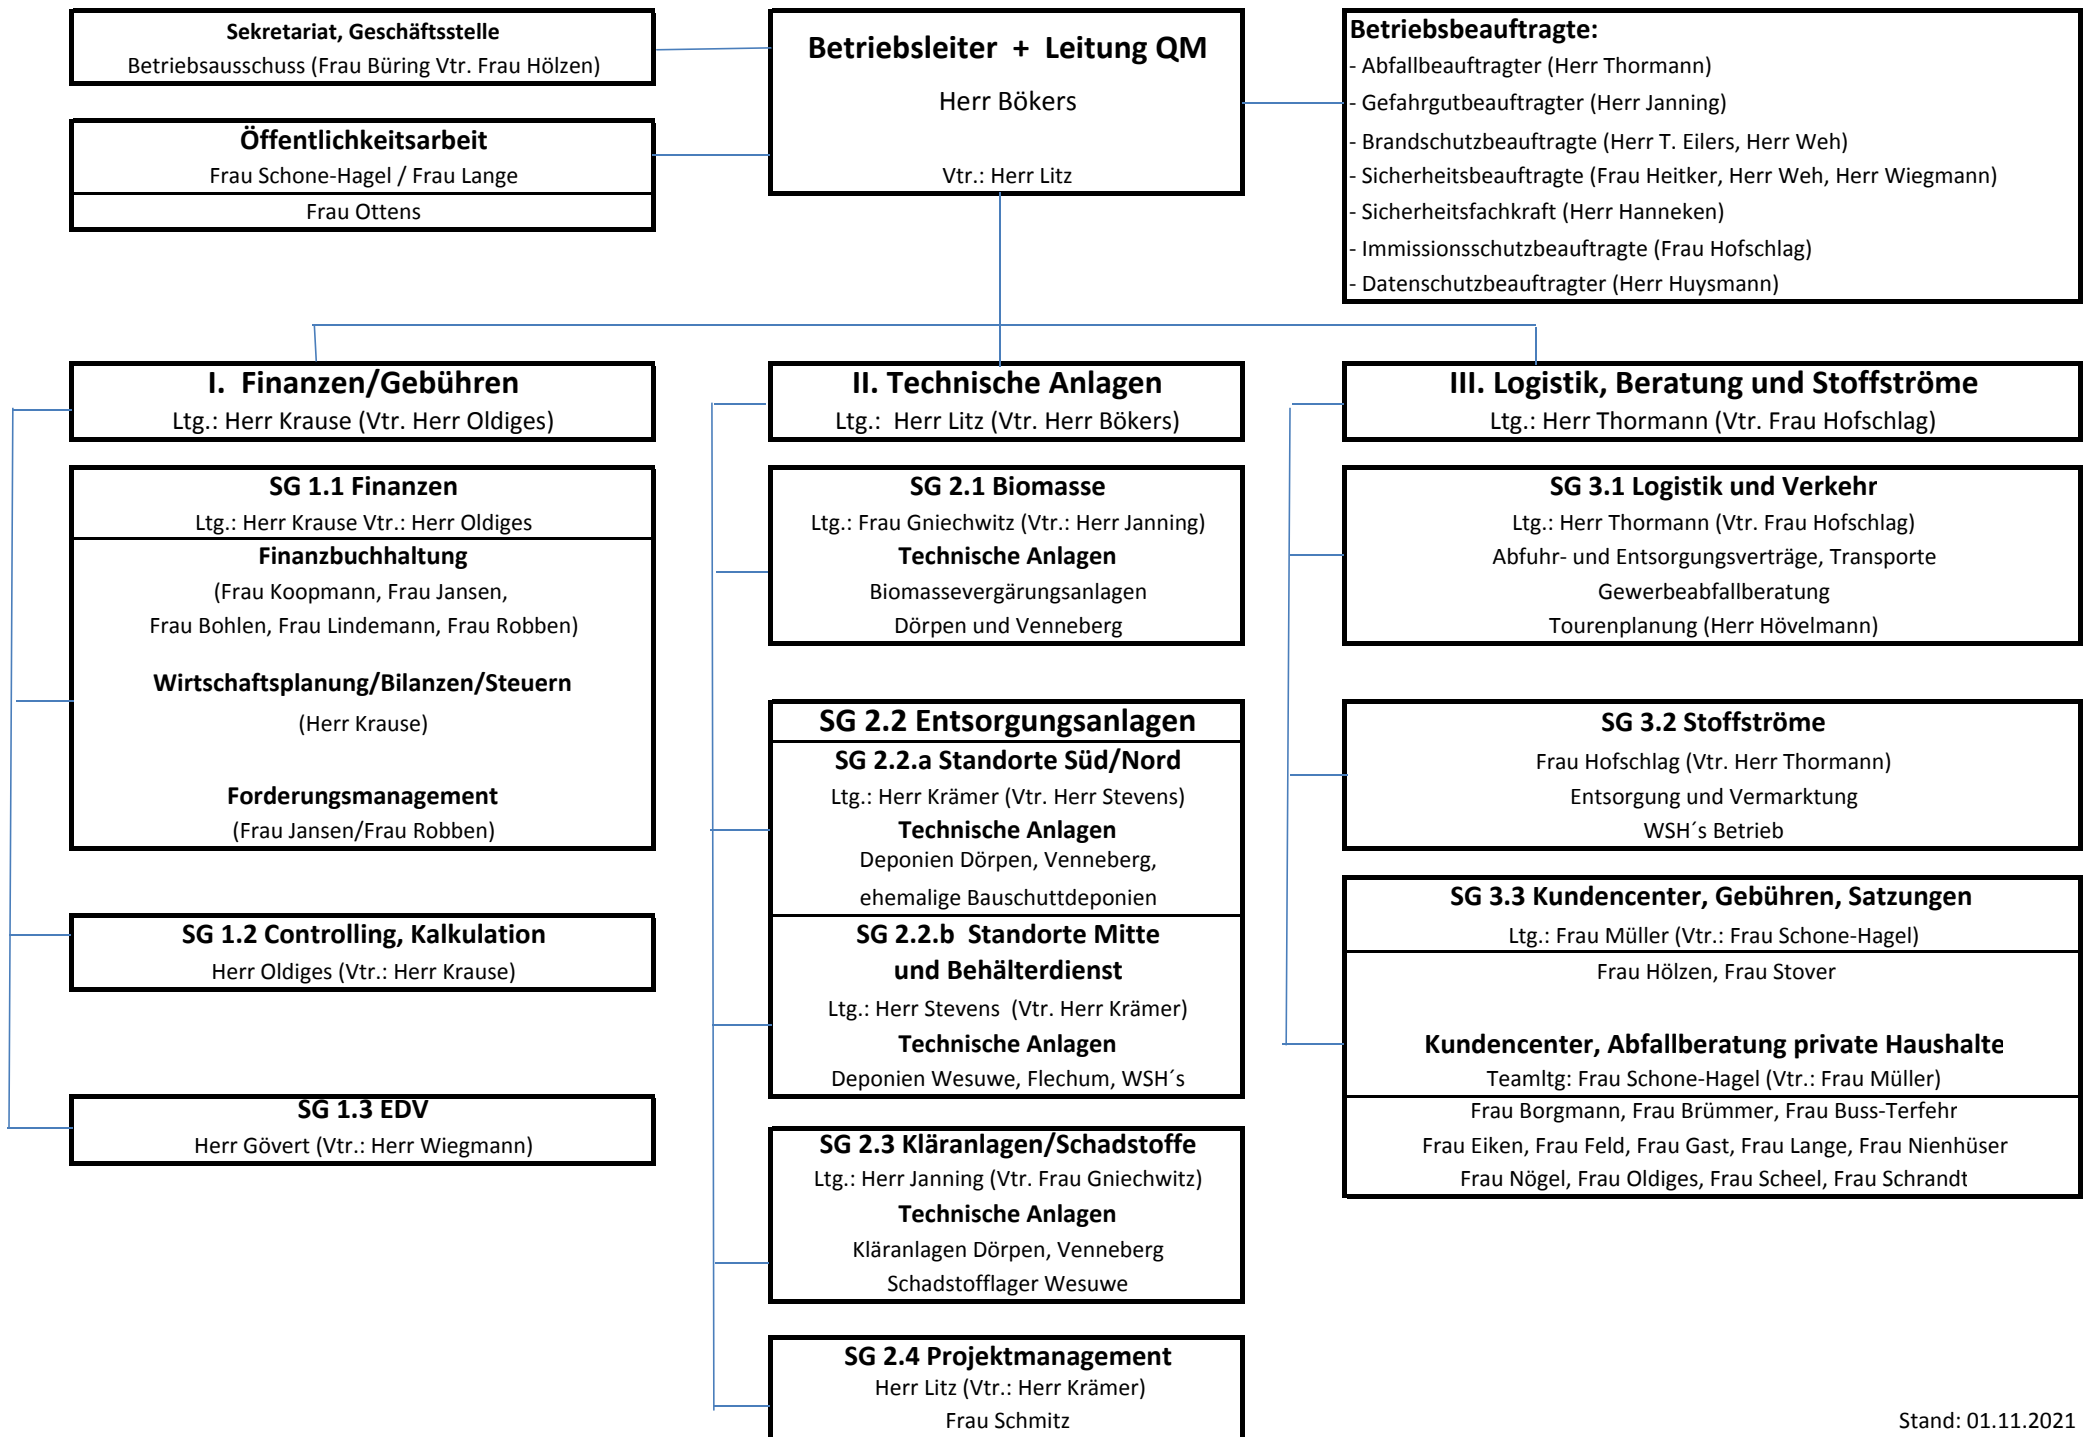 Sekretariat, Geschäftsstelle
Betriebsausschuss (Frau Büring Vtr. Frau Hölzen)
Öffentlichkeitsarbeit
Frau Schone-Hagel / Frau Lange
Frau Ottens
Betriebsleiter + Leitung QM
Herr Bökers
Vtr.: Herr Litz
Betriebsbeauftragte:
- Abfallbeauftragter (Herr Thormann)
- Gefahrgutbeauftragter (Herr Janning)
- Brandschutzbeauftragte (Herr T. Eilers, Herr Weh)
- Sicherheitsbeauftragte (Frau Heitker, Herr Weh, Herr Wiegmann)
- Sicherheitsfachkraft (Herr Hanneken)
- Immissionsschutzbeauftragte (Frau Hofschlag)
- Datenschutzbeauftragter (Herr Huysmann)
I. Finanzen/Gebühren
Ltg.: Herr Krause (Vtr. Herr Oldiges)
SG 1.1 Finanzen
Ltg.: Herr Krause Vtr.: Herr Oldiges
Finanzbuchhaltung
(Frau Koopmann, Frau Jansen,
Frau Bohlen, Frau Lindemann, Frau Robben)
Wirtschaftsplanung/Bilanzen/Steuern
(Herr Krause)
Forderungsmanagement
(Frau Jansen/Frau Robben)
SG 1.2 Controlling, Kalkulation
Herr Oldiges (Vtr.: Herr Krause)
SG 1.3 EDV
Herr Gövert (Vtr.: Herr Wiegmann)
II. Technische Anlagen
Ltg.: Herr Litz (Vtr. Herr Bökers)
SG 2.1 Biomasse
Ltg.: Frau Gniechwitz (Vtr.: Herr Janning)
Technische Anlagen
Biomassevergärungsanlagen
Dörpen und Venneberg
SG 2.2 Entsorgungsanlagen
SG 2.2.a Standorte Süd/Nord
Ltg.: Herr Krämer (Vtr. Herr Stevens)
Technische Anlagen
Deponien Dörpen, Venneberg,
ehemalige Bauschuttdeponien
SG 2.2.b Standorte Mitte
und Behälterdienst
Ltg.: Herr Stevens (Vtr. Herr Krämer)
Technische Anlagen
Deponien Wesuwe, Flechum, WSH´s
SG 2.3 Kläranlagen/Schadstoffe
Ltg.: Herr Janning (Vtr. Frau Gniechwitz)
Technische Anlagen
Kläranlagen Dörpen, Venneberg
Schadstofflager Wesuwe
SG 2.4 Projektmanagement
Herr Litz (Vtr.: Herr Krämer)
Frau Schmitz
III. Logistik, Beratung und Stoffströme
Ltg.: Herr Thormann (Vtr. Frau Hofschlag)
SG 3.1 Logistik und Verkehr
Ltg.: Herr Thormann (Vtr. Frau Hofschlag)
Abfuhr- und Entsorgungsverträge, Transporte
Gewerbeabfallberatung
Tourenplanung (Herr Hövelmann)
SG 3.2 Stoffströme
Frau Hofschlag (Vtr. Herr Thormann)
Entsorgung und Vermarktung
WSH´s Betrieb
SG 3.3 Kundencenter, Gebühren, Satzungen
Ltg.: Frau Müller (Vtr.: Frau Schone-Hagel)
Frau Hölzen, Frau Stover
Kundencenter, Abfallberatung private Haushalte
Teamltg: Frau Schone-Hagel (Vtr.: Frau Müller)
Frau Borgmann, Frau Brümmer, Frau Buss-Terfehr
Frau Eiken, Frau Feld, Frau Gast, Frau Lange, Frau Nienhüser
Frau Nögel, Frau Oldiges, Frau Scheel, Frau Schrandt
Stand: 01.11.2021